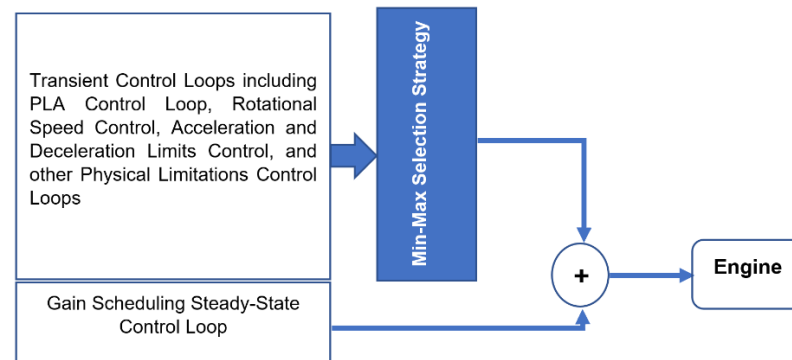 Transient Control Loops including
PLA Control Loop, Rotational
Speed Control, Acceleration and
Deceleration Limits Control, and
other Physical Limitations Control
Loops
Min-Max Selection Strategy
+
Engine
Gain Scheduling Steady-State
Control Loop